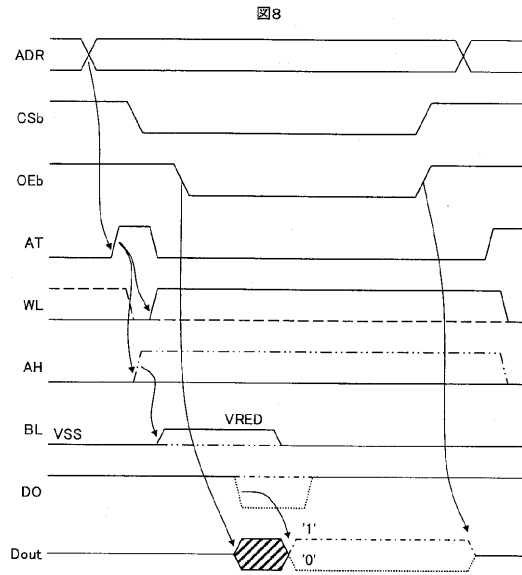 図8
ADR
CSb
OEb
AT
WL
AH
BL VSS VRED
DO
'1'
Dout '0'